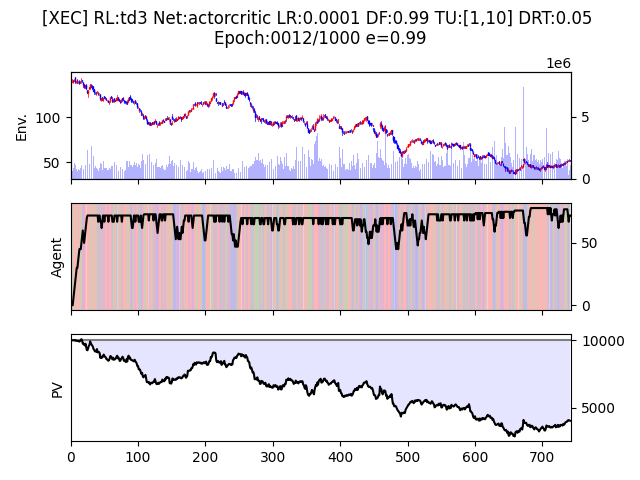 [XEC] RL:td3 Net:actorcritic LR:0.0001 DF:0.99 TU:[1,10] DRT:0.05
Epoch:0012/1000 e=0.99
1e6
Env.
100
50
5
0
Agent
50
0
PV
10000
5000
0 100 200 300 400 500 600 700